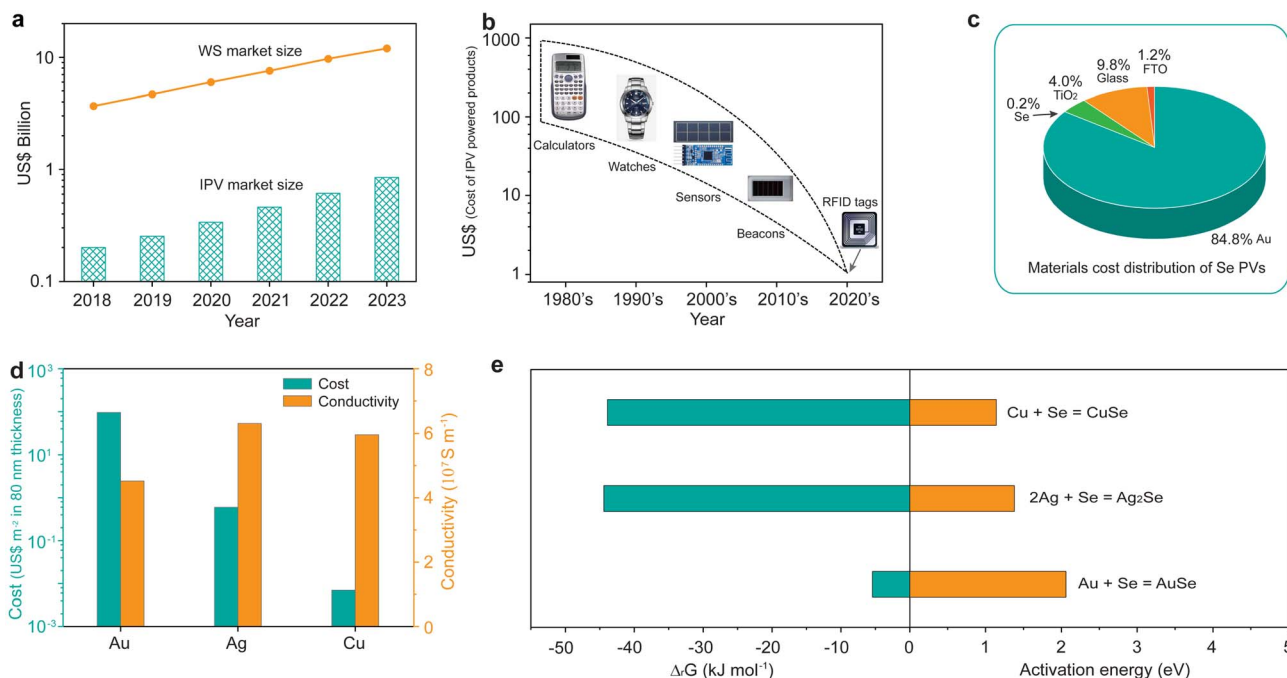 a
US$ Billion
10
1
0.1
WS market size
IPV market size
2018 2019 2020 2021 2022 2023
Year
b
US$ (Cost of IPV powered products)
1000
100
10
1
Calculators
Watches
Sensors
Beacons
RFID tags
1980's 1990's 2000's 2010's 2020's
Year
c
0.2%
Se
4.0%
TiO₂
9.8%
Glass
1.2%
FTO
84.8% Au
Materials cost distribution of Se PVs
d
Cost (US$ m⁻² in 80 nm thickness)
10³
10¹
10⁻¹
10⁻³
Cost
Conductivity
8
6
4
2
0
Conductivity (10⁷ S m⁻¹)
Au Ag Cu
e
Cu + Se = CuSe
2Ag + Se = Ag₂Se
Au + Se = AuSe
-50 -40 -30 -20 -10 0 1 2 3 4 5
ΔᵣG (kJ mol⁻¹) Activation energy (eV)